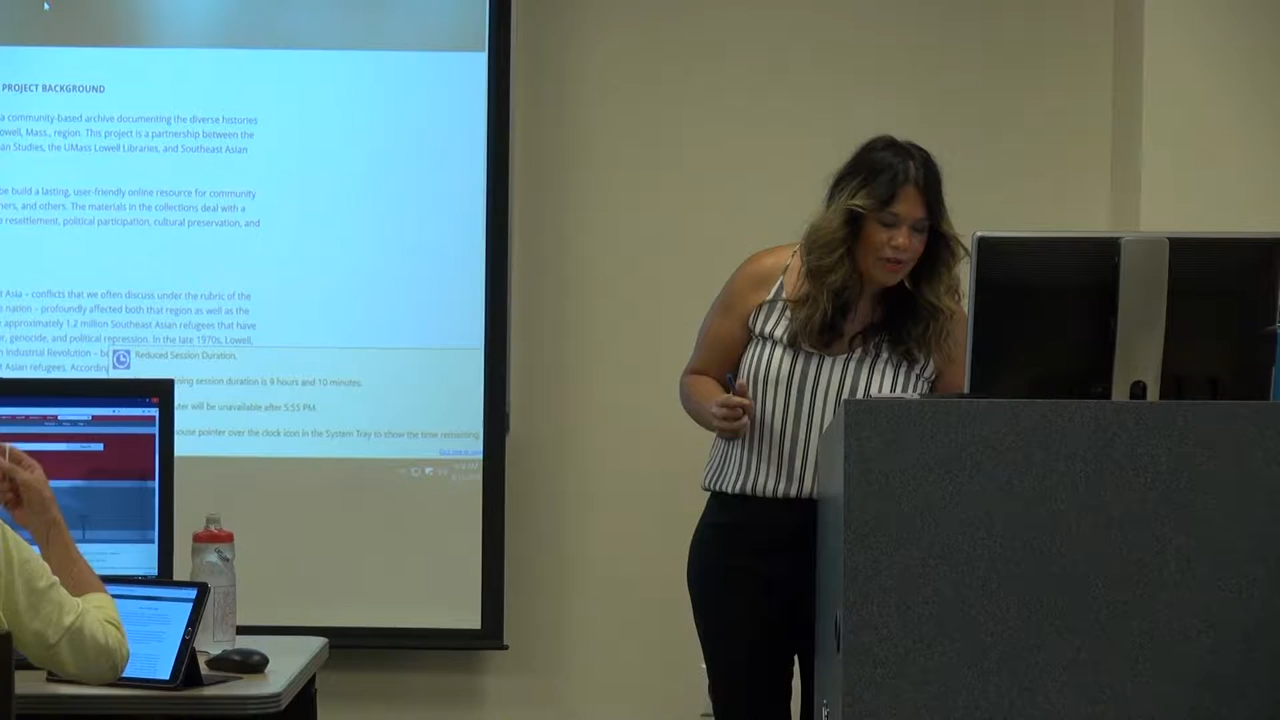 PROJECT BACKGROUND
a community-based archive documenting the diverse histories
owell, Mass., region. This project is a partnership between the
an Studies, the UMass Lowell Libraries, and Southeast Asian
be build a lasting, user-friendly online resource for community
hers, and others. The materials in the collections deal with a
e resettlement, political participation, cultural preservation, and
t Asia – conflicts that we often discuss under the rubric of the
nation – profoundly affected both that region as well as the
approximately 1.2 million Southeast Asian refugees that have
r, genocide, and political repression. In the late 1970s, Lowell,
n Industrial Revolution – b
t Asian refugees. Accordin
Reduced Session Duration.
ning session duration is 9 hours and 10 minutes.
uter will be unavailable after 5:55 PM.
ouse pointer over the clock icon in the System Tray to show the time remaining